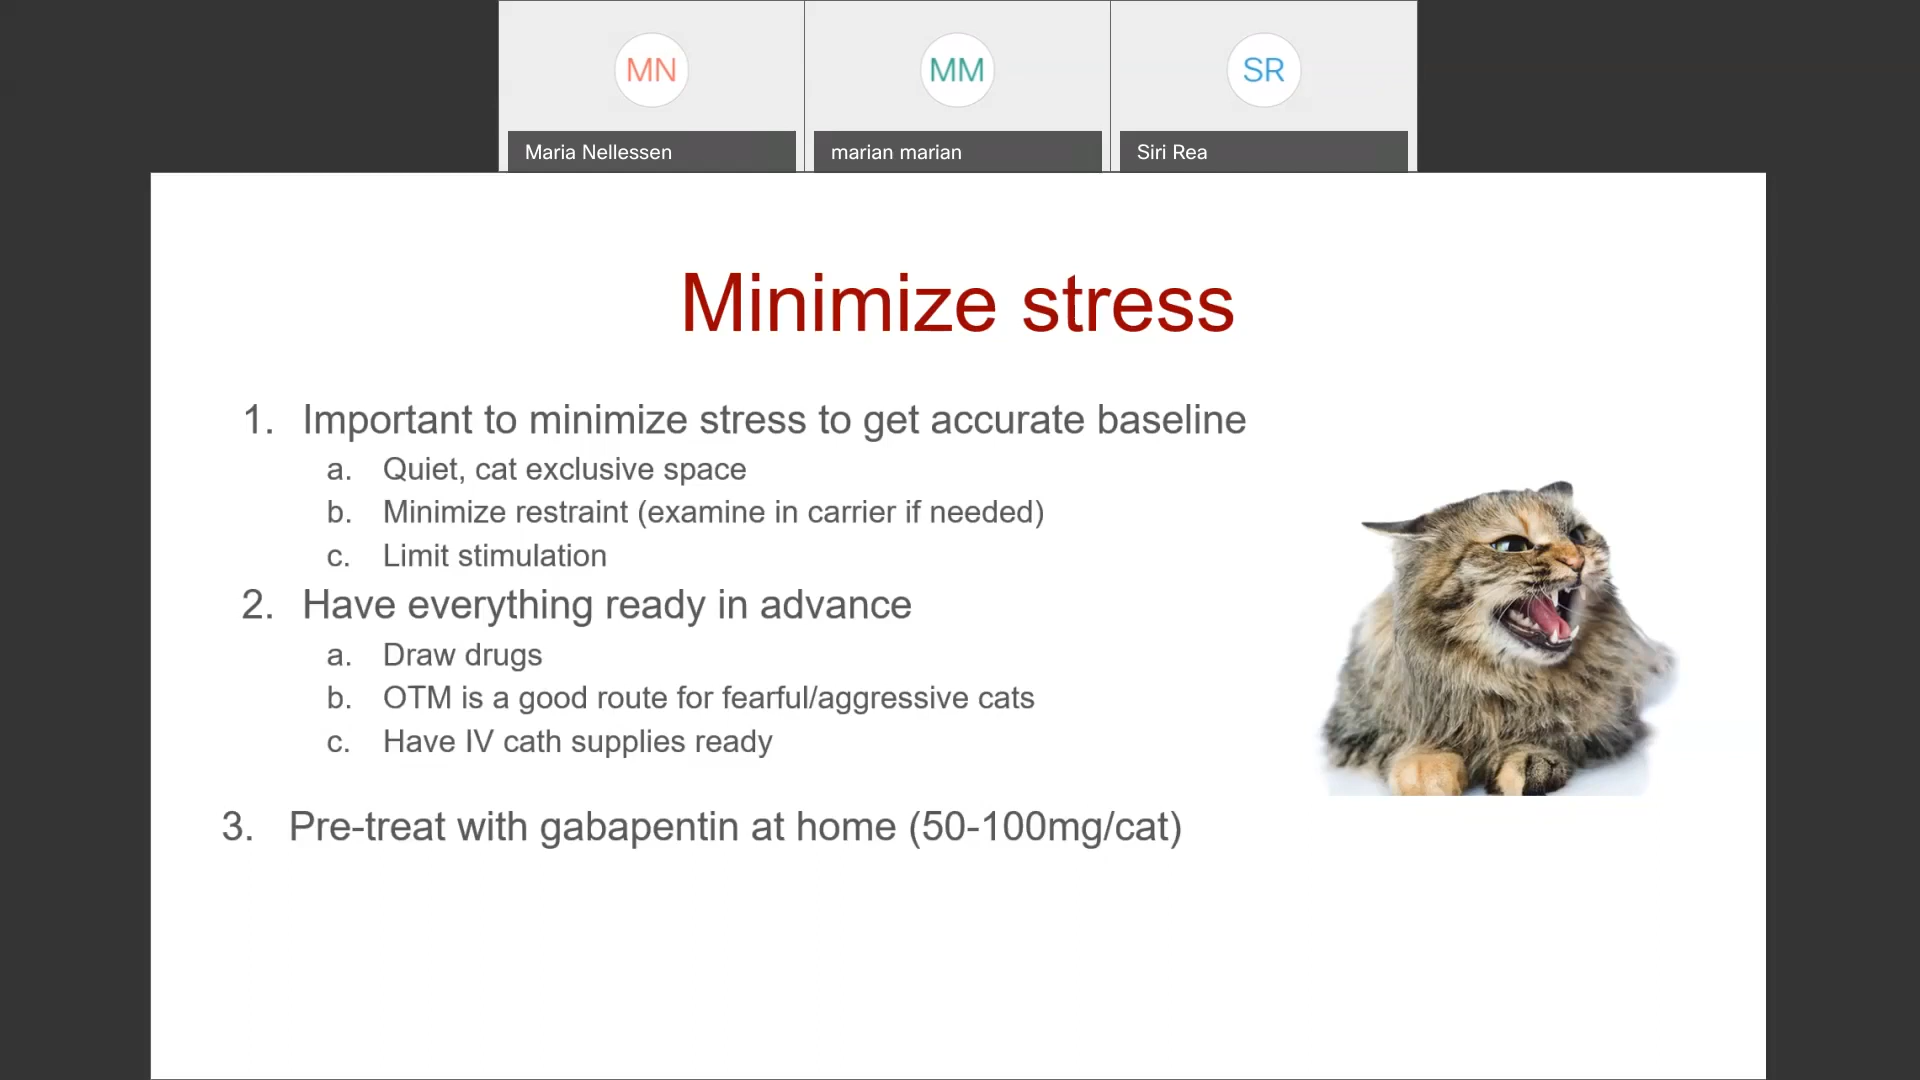 MN
MM
SR
Maria Nellessen
marian marian
Siri Rea
Minimize stress
1. Important to minimize stress to get accurate baseline
a. Quiet, cat exclusive space
b. Minimize restraint (examine in carrier if needed)
c. Limit stimulation
2. Have everything ready in advance
a. Draw drugs
b. OTM is a good route for fearful/aggressive cats
c. Have IV cath supplies ready
3. Pre-treat with gabapentin at home (50-100mg/cat)